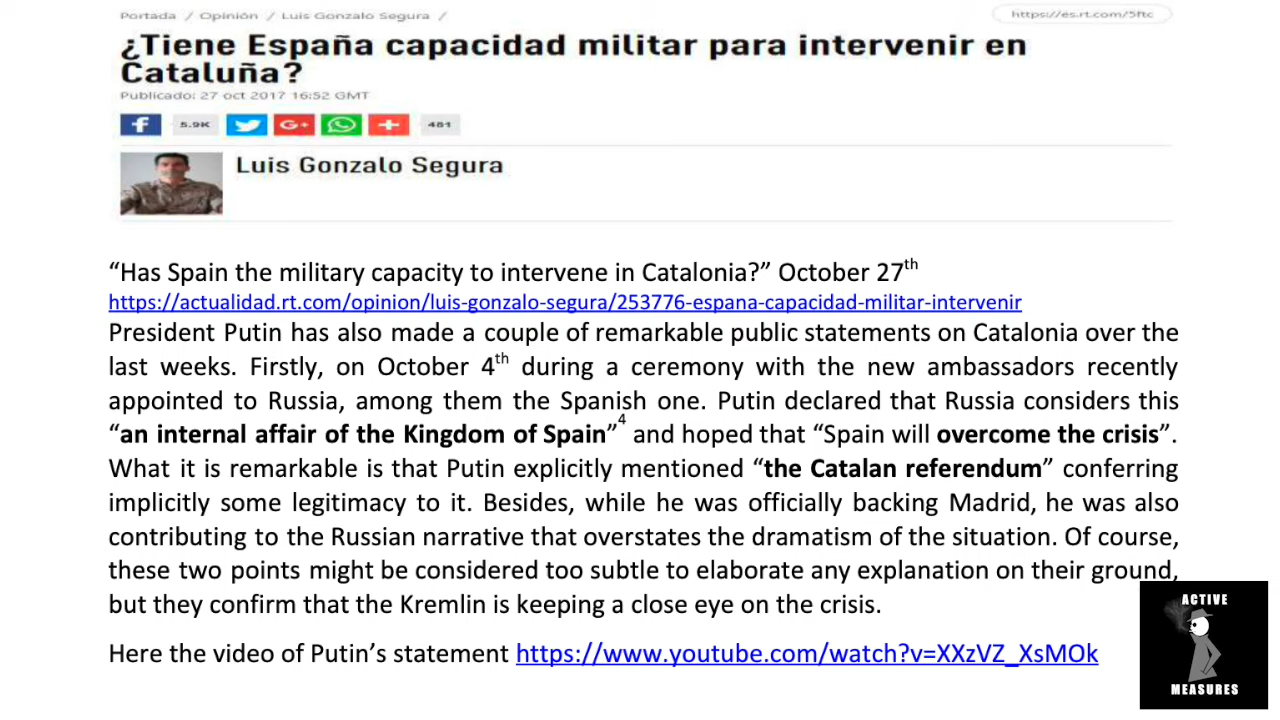 Portada / Opinión / Luis Gonzalo Segura /
https://es.rt.com/5ftc
¿Tiene España capacidad militar para intervenir en
Cataluña?
Publicado: 27 oct 2017 16:52 GMT
f 5.9K G+ + 481
Luis Gonzalo Segura
“Has Spain the military capacity to intervene in Catalonia?” October 27th
https://actualidad.rt.com/opinion/luis-gonzalo-segura/253776-espana-capacidad-militar-intervenir
President Putin has also made a couple of remarkable public statements on Catalonia over the
last weeks. Firstly, on October 4th during a ceremony with the new ambassadors recently
appointed to Russia, among them the Spanish one. Putin declared that Russia considers this
“an internal affair of the Kingdom of Spain”4 and hoped that “Spain will overcome the crisis”.
What it is remarkable is that Putin explicitly mentioned “the Catalan referendum” conferring
implicitly some legitimacy to it. Besides, while he was officially backing Madrid, he was also
contributing to the Russian narrative that overstates the dramatism of the situation. Of course,
these two points might be considered too subtle to elaborate any explanation on their ground,
but they confirm that the Kremlin is keeping a close eye on the crisis.
Here the video of Putin’s statement https://www.youtube.com/watch?v=XXzVZ_XsMOk
ACTIVE
MEASURES